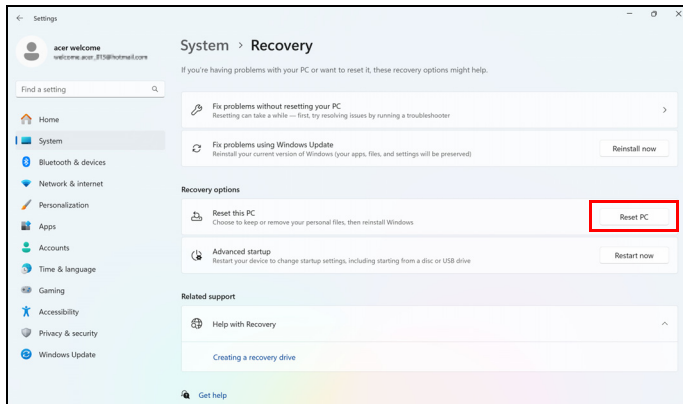 Settings
acer welcome
System > Recovery
If you're having problems with your PC or want to reset it, these recovery options might help.
Find a setting
Home
System
Bluetooth & devices
Network & internet
Personalization
Apps
Accounts
Time & language
Gaming
Accessibility
Privacy & security
Windows Update
Fix problems without resetting your PC
Resetting can take a while — first, try resolving issues by running a troubleshooter
Fix problems using Windows Update
Reinstall your current version of Windows (your apps, files, and settings will be preserved)
Reinstall now
Recovery options
Reset this PC
Choose to keep or remove your personal files, then reinstall Windows
Reset PC
Advanced startup
Restart your device to change startup settings, including starting from a disc or USB drive
Restart now
Related support
Help with Recovery
Creating a recovery drive
Get help